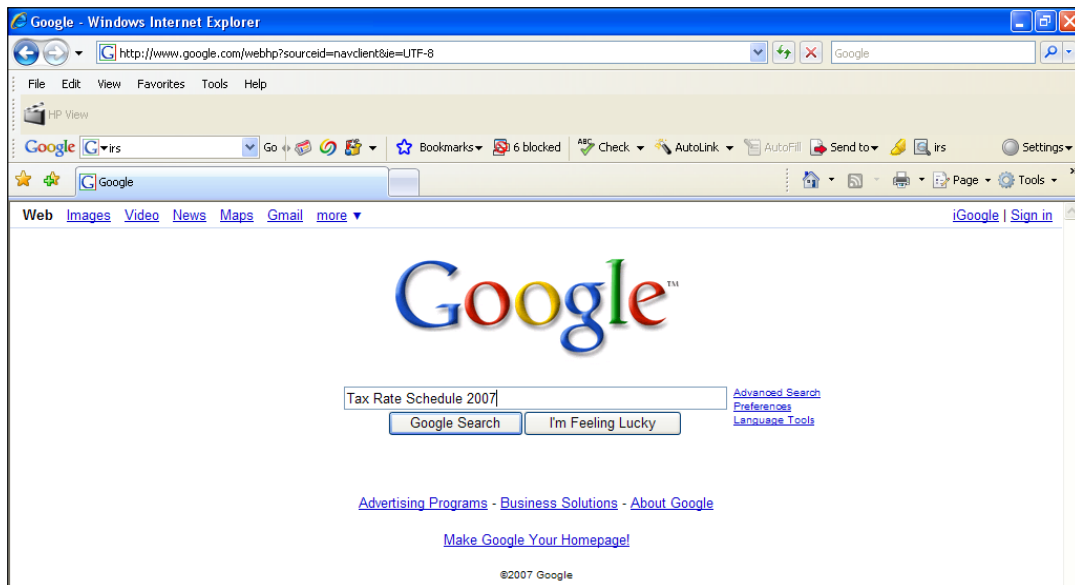 Google - Windows Internet Explorer
http://www.google.com/webhp?sourceid=navclient&ie=UTF-8 Google
File Edit View Favorites Tools Help
HP View
Google G irs Go Bookmarks 6 blocked ABC Check AutoLink AutoFill Send to irs Settings
G Google Page Tools
Web Images Video News Maps Gmail more ▼ iGoogle | Sign in
Google™
Tax Rate Schedule 2007 Advanced Search
Preferences
Google Search I'm Feeling Lucky Language Tools
Advertising Programs - Business Solutions - About Google
Make Google Your Homepage!
©2007 Google